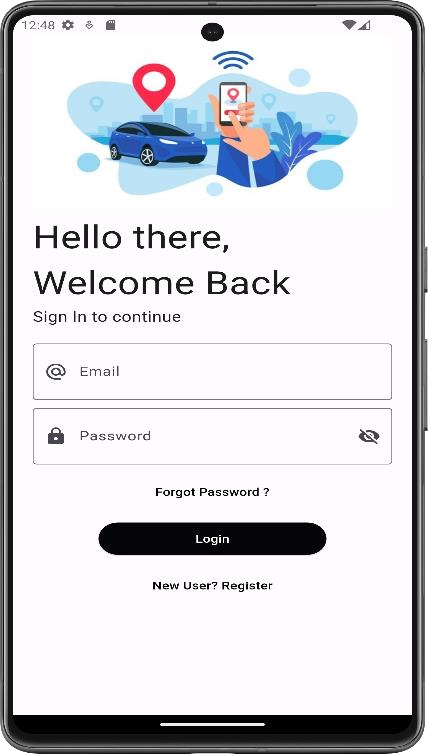 12:48
Hello there,
Welcome Back
Sign In to continue
Email
Password
Forgot Password ?
Login
New User? Register